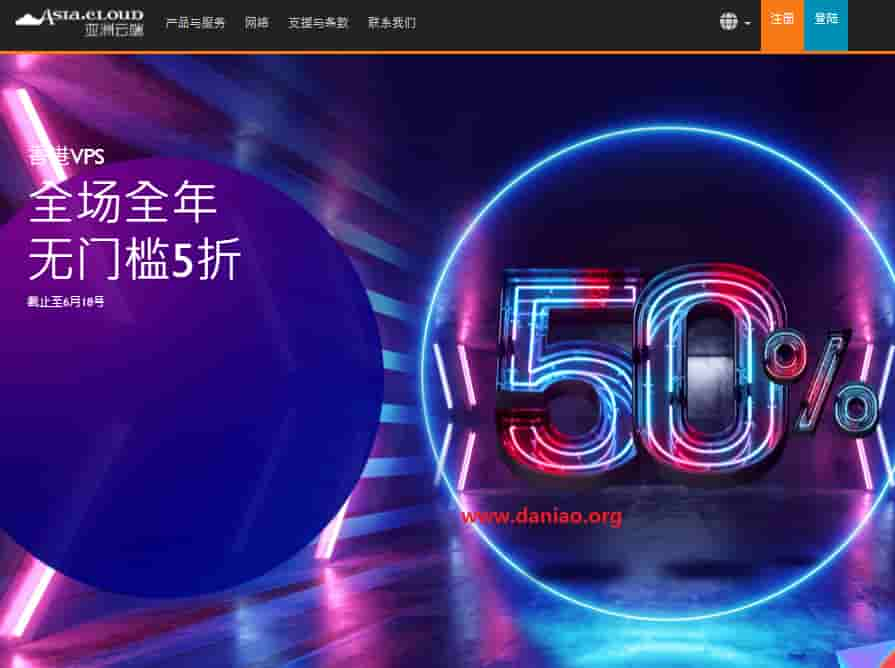 ASIA.CLOUD
亚洲云端
产品与服务 网络 支援与条款 联系我们
注册 登陆
香港VPS
全场全年
无门槛5折
截止至6月18号
50%
www.daniao.org